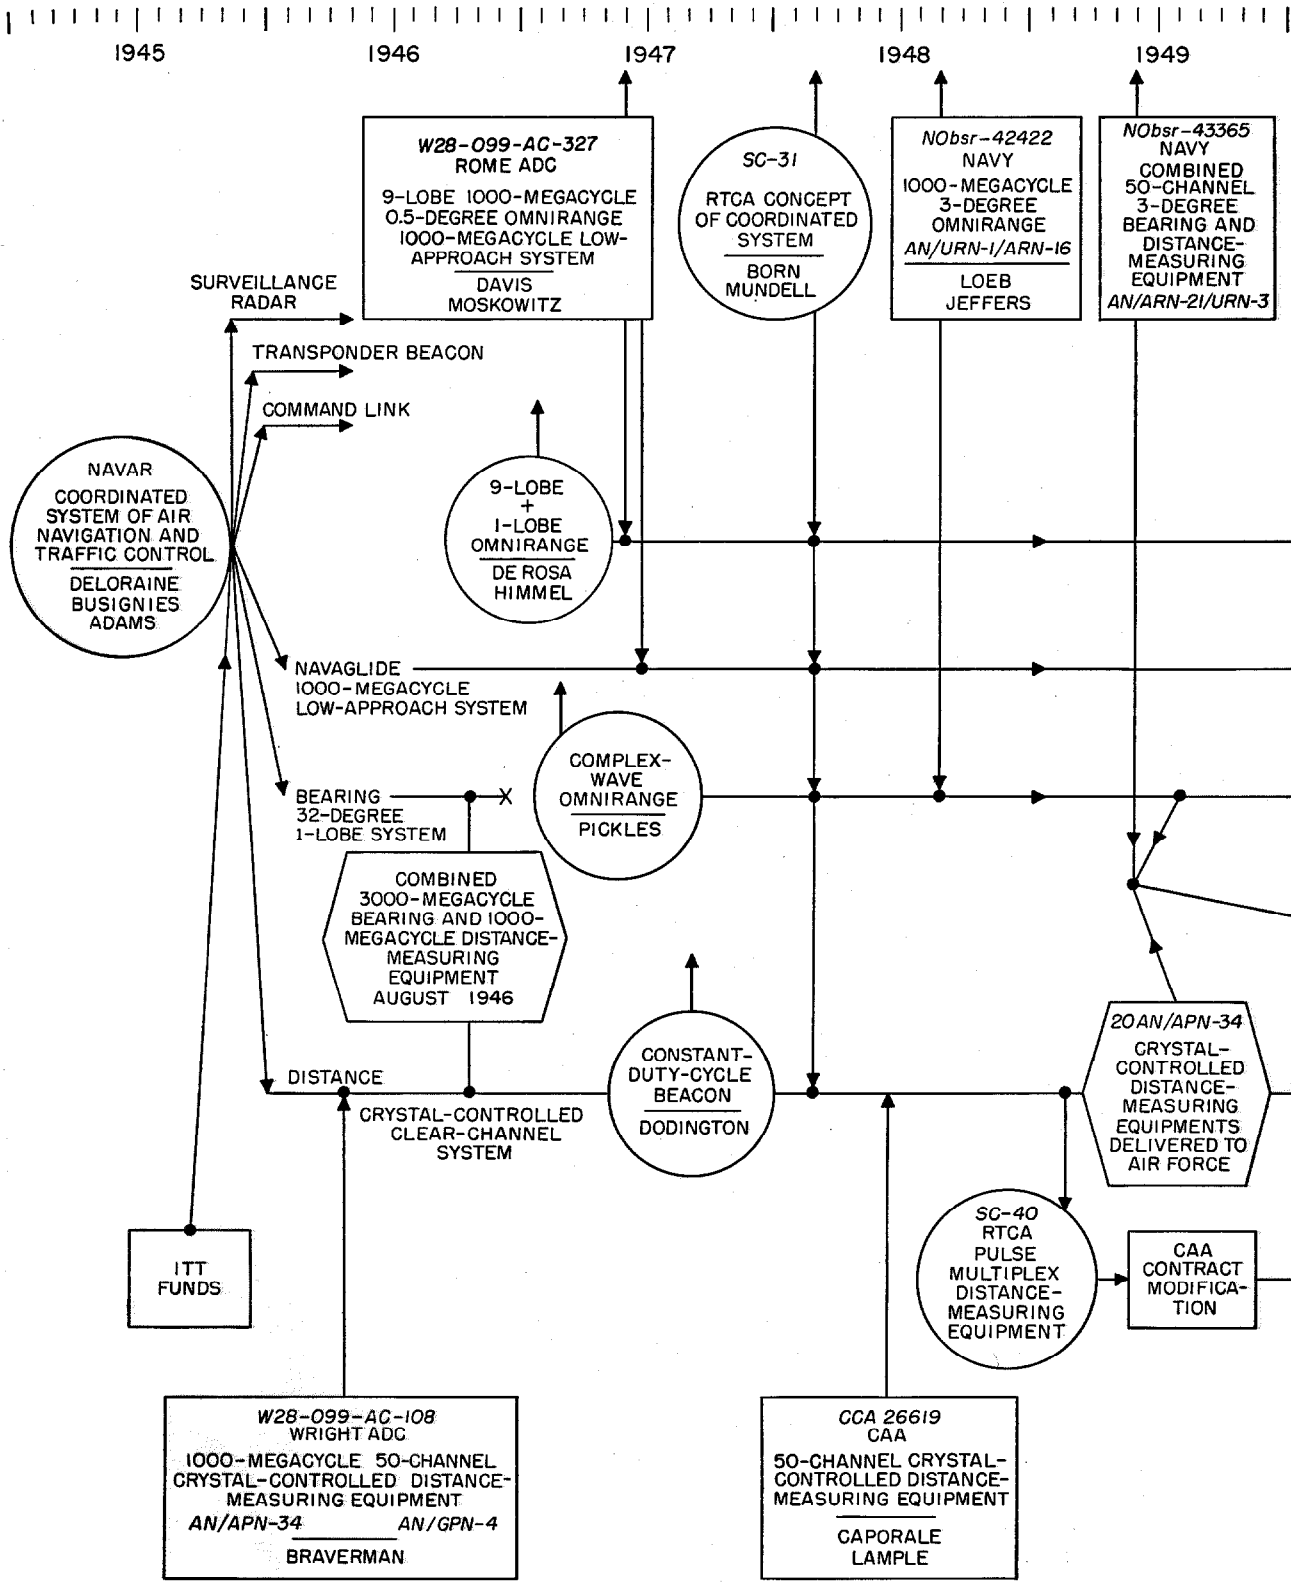 1945 1946 1947 1948 1949
W28-099-AC-327
ROME ADC
9-LOBE 1000-MEGACYCLE
0.5-DEGREE OMNIRANGE
1000-MEGACYCLE LOW-
APPROACH SYSTEM
DAVIS
MOSKOWITZ
SC-31
RTCA CONCEPT
OF COORDINATED
SYSTEM
BORN
MUNDELL
NObsr-42422
NAVY
1000-MEGACYCLE
3-DEGREE
OMNIRANGE
AN/URN-1/ARN-16
LOEB
JEFFERS
NObsr-43365
NAVY
COMBINED
50-CHANNEL
3-DEGREE
BEARING AND
DISTANCE-
MEASURING
EQUIPMENT
AN/ARN-21/URN-3
SURVEILLANCE
RADAR
TRANSPONDER BEACON
COMMAND LINK
NAVAR
COORDINATED
SYSTEM OF AIR
NAVIGATION AND
TRAFFIC CONTROL
DELORAINE
BUSIGNIES
ADAMS
9-LOBE
+
1-LOBE
OMNIRANGE
DE ROSA
HIMMEL
NAVAGLIDE
1000-MEGACYCLE
LOW-APPROACH SYSTEM
COMPLEX-
WAVE
OMNIRANGE
PICKLES
BEARING
32-DEGREE
1-LOBE SYSTEM
X
COMBINED
3000-MEGACYCLE
BEARING AND 1000-
MEGACYCLE DISTANCE-
MEASURING
EQUIPMENT
AUGUST 1946
DISTANCE
CRYSTAL-CONTROLLED
CLEAR-CHANNEL
SYSTEM
CONSTANT-
DUTY-CYCLE
BEACON
DODINGTON
20 AN/APN-34
CRYSTAL-
CONTROLLED
DISTANCE-
MEASURING
EQUIPMENTS
DELIVERED TO
AIR FORCE
ITT
FUNDS
SC-40
RTCA
PULSE
MULTIPLEX
DISTANCE-
MEASURING
EQUIPMENT
CAA
CONTRACT
MODIFICA-
TION
W28-099-AC-108
WRIGHT ADC
1000-MEGACYCLE 50-CHANNEL
CRYSTAL-CONTROLLED DISTANCE-
MEASURING EQUIPMENT
AN/APN-34 AN/GPN-4
BRAVERMAN
CCA 26619
CAA
50-CHANNEL CRYSTAL-
CONTROLLED DISTANCE-
MEASURING EQUIPMENT
CAPORALE
LAMPLE